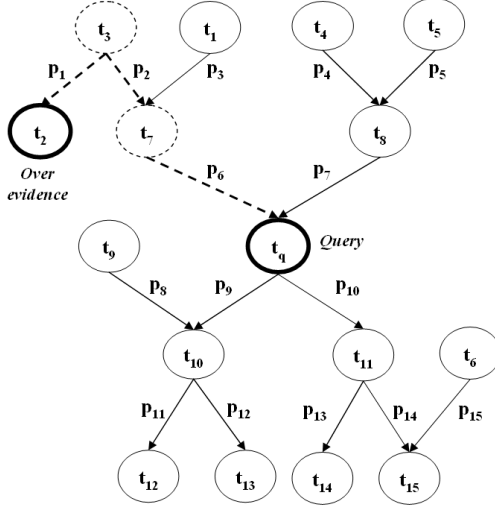 t3 t1 t4 t5
p1 p2 p3 p4 p5
t2 t7 t8
Over
evidence
p6 p7
t9 tq Query
p8 p9 p10
t10 t11 t6
p11 p12 p13 p14 p15
t12 t13 t14 t15